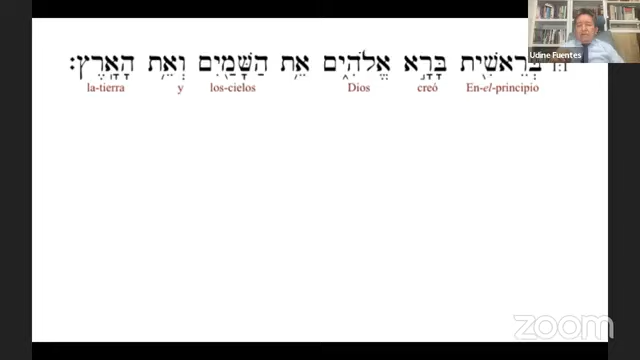 בְּרֵאשִׁ֖ית בָּרָ֣א אֱלֹהִ֑ים אֵ֥ת הַשָּׁמַ֖יִם וְאֵ֥ת הָאָֽרֶץ׃
la-tierra y los-cielos Dios creó En-el-principio
Udine Fuentes
zoom